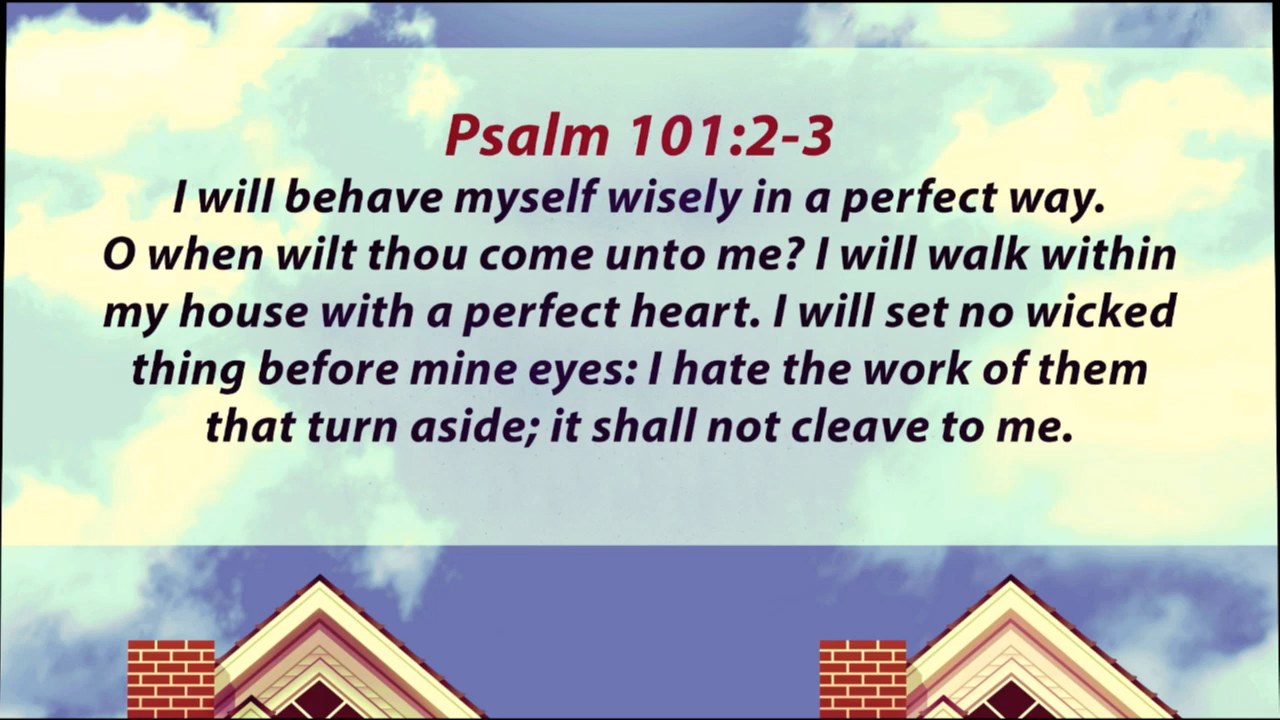 Psalm 101:2-3
I will behave myself wisely in a perfect way.
O when wilt thou come unto me? I will walk within
my house with a perfect heart. I will set no wicked
thing before mine eyes: I hate the work of them
that turn aside; it shall not cleave to me.